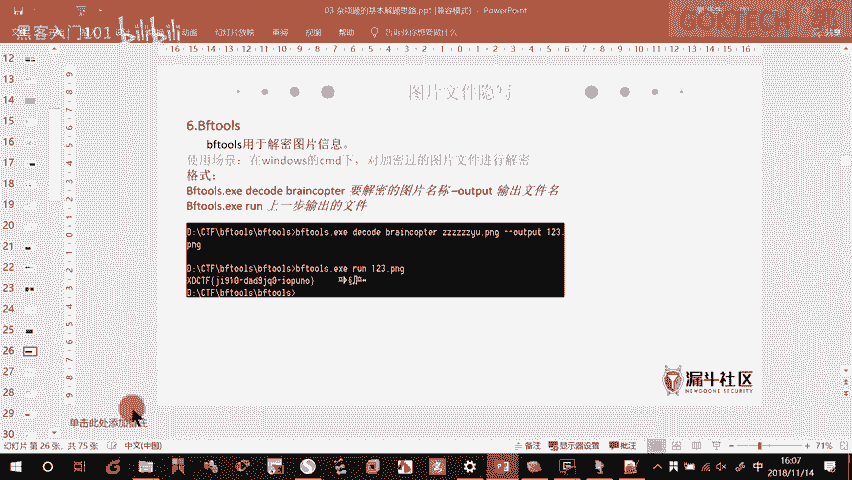 03-杂项题的基本解题思路.ppt [兼容模式] - PowerPoint
黑客入门101 bilibili
动画 幻灯片放映 审阅 视图 帮助 告诉我你想要做什么
16 15 14 13 12 11 10 9 8 7 6 5 4 3 2 1 0 1 2 3 4 5 6 7 8 9 10 11 12 13 14 15 16
12
13
14
15
16
17
18
19
20
21
22
23
24
25
26
27
28
29
30
图片文件隐写
6.Bftools
bftools用于解密图片信息。
使用场景：在windows的cmd下，对加密过的图片文件进行解密
格式：
Bftools.exe decode braincopter 要解密的图片名称 –output 输出文件名
Bftools.exe run 上一步输出的文件
D:\CTF\bftools\bftools>bftools.exe decode braincopter zzzzzzyu.png --output 123.
png
D:\CTF\bftools\bftools>bftools.exe run 123.png
XDCTF{ji910-dad9jq0-iopuno}
D:\CTF\bftools\bftools>
漏斗社区
NEWDOONE SECURITY
单击此处添加备注
幻灯片 第 26 张，共 75 张 中文(中国) 备注 显示器设置 批注 71%
中 16:07
2018/11/14